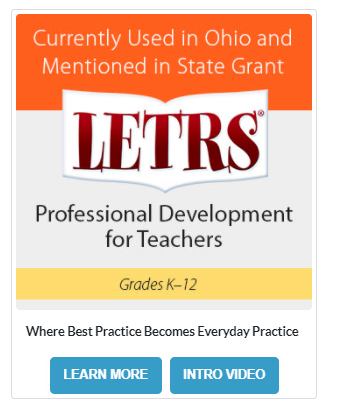 Currently Used in Ohio and
Mentioned in State Grant
LETRS®
Professional Development
for Teachers
Grades K–12
Where Best Practice Becomes Everyday Practice
LEARN MORE
INTRO VIDEO